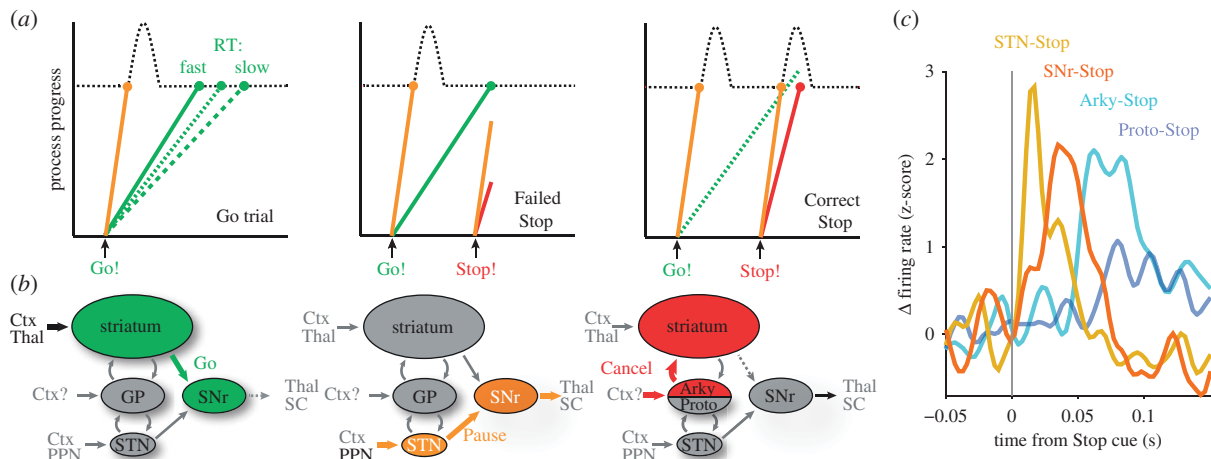 (a)
process progress
RT:
fast slow
Go trial
Go!
Failed
Stop
Go! Stop!
Correct
Stop
Go! Stop!
(b)
Ctx
Thal
striatum
Go
Ctx?
GP
SNr
Thal
SC
STN
Ctx
PPN
Ctx
Thal
striatum
Ctx?
GP
SNr
Thal
SC
Pause
STN
Ctx
PPN
Ctx
Thal
striatum
Cancel
Ctx?
Arky
Proto
SNr
Thal
SC
STN
Ctx
PPN
(c)
STN-Stop
SNr-Stop
Arky-Stop
Proto-Stop
Δ firing rate (z-score)
3
2
1
0
−0.05 0 0.05 0.1
time from Stop cue (s)